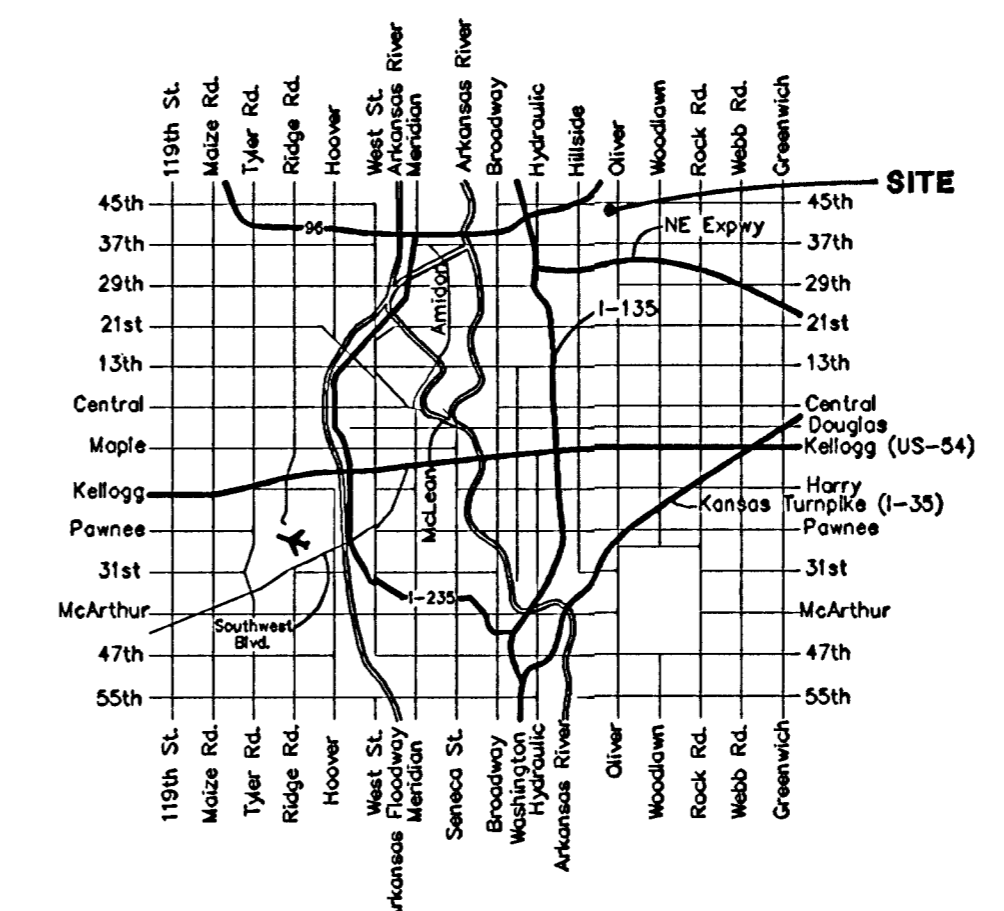 119th St.
Maize Rd.
Tyler Rd.
Ridge Rd.
Hoover
West St.
Arkansas River
Meridian
Arkansas River
Broadway
Hydraulic
Hillside
Oliver
Woodlawn
Rock Rd.
Webb Rd.
Greenwich
SITE
45th
45th
96
NE Expwy
37th
37th
29th
29th
Amidon
I-135
21st
21st
13th
13th
Central
Central
Douglas
Maple
Kellogg (US-54)
McLean
Kellogg
Harry
Kansas Turnpike (I-35)
Pawnee
Pawnee
31st
31st
I-235
McArthur
McArthur
Southwest
Blvd.
47th
47th
55th
55th
119th St.
Maize Rd.
Tyler Rd.
Ridge Rd.
Hoover
West St.
rkansas Floodway
Meridian
Seneca St.
Broadway
Washington
Hydraulic
Arkansas River
Oliver
Woodlawn
Rock Rd.
Webb Rd.
Greenwich